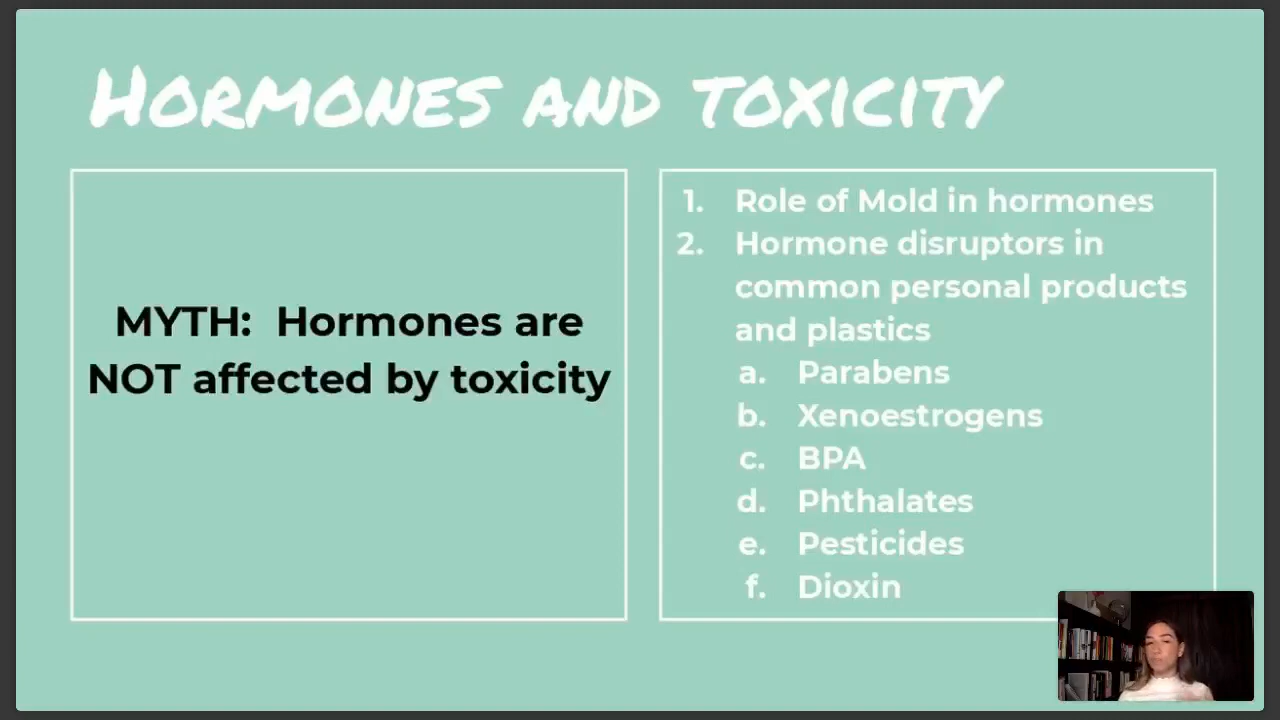 HORMONES AND TOXICITY
MYTH:  Hormones are
NOT affected by toxicity
1. Role of Mold in hormones
2. Hormone disruptors in
common personal products
and plastics
a. Parabens
b. Xenoestrogens
c. BPA
d. Phthalates
e. Pesticides
f. Dioxin